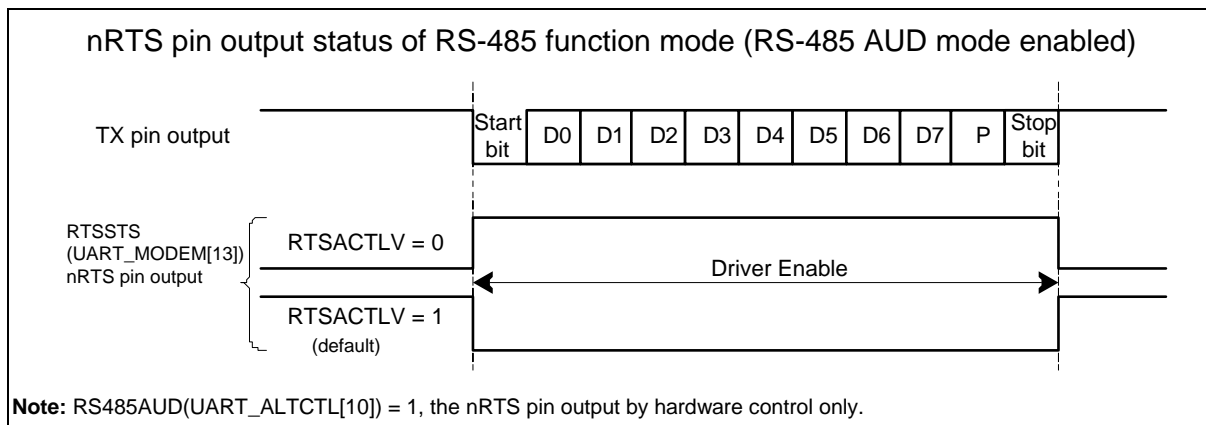 nRTS pin output status of RS-485 function mode (RS-485 AUD mode enabled)
TX pin output
Start bit D0 D1 D2 D3 D4 D5 D6 D7 P Stop bit
RTSSTS
(UART_MODEM[13])
nRTS pin output
RTSACTLV = 0
Driver Enable
RTSACTLV = 1
(default)
Note: RS485AUD(UART_ALTCTL[10]) = 1, the nRTS pin output by hardware control only.